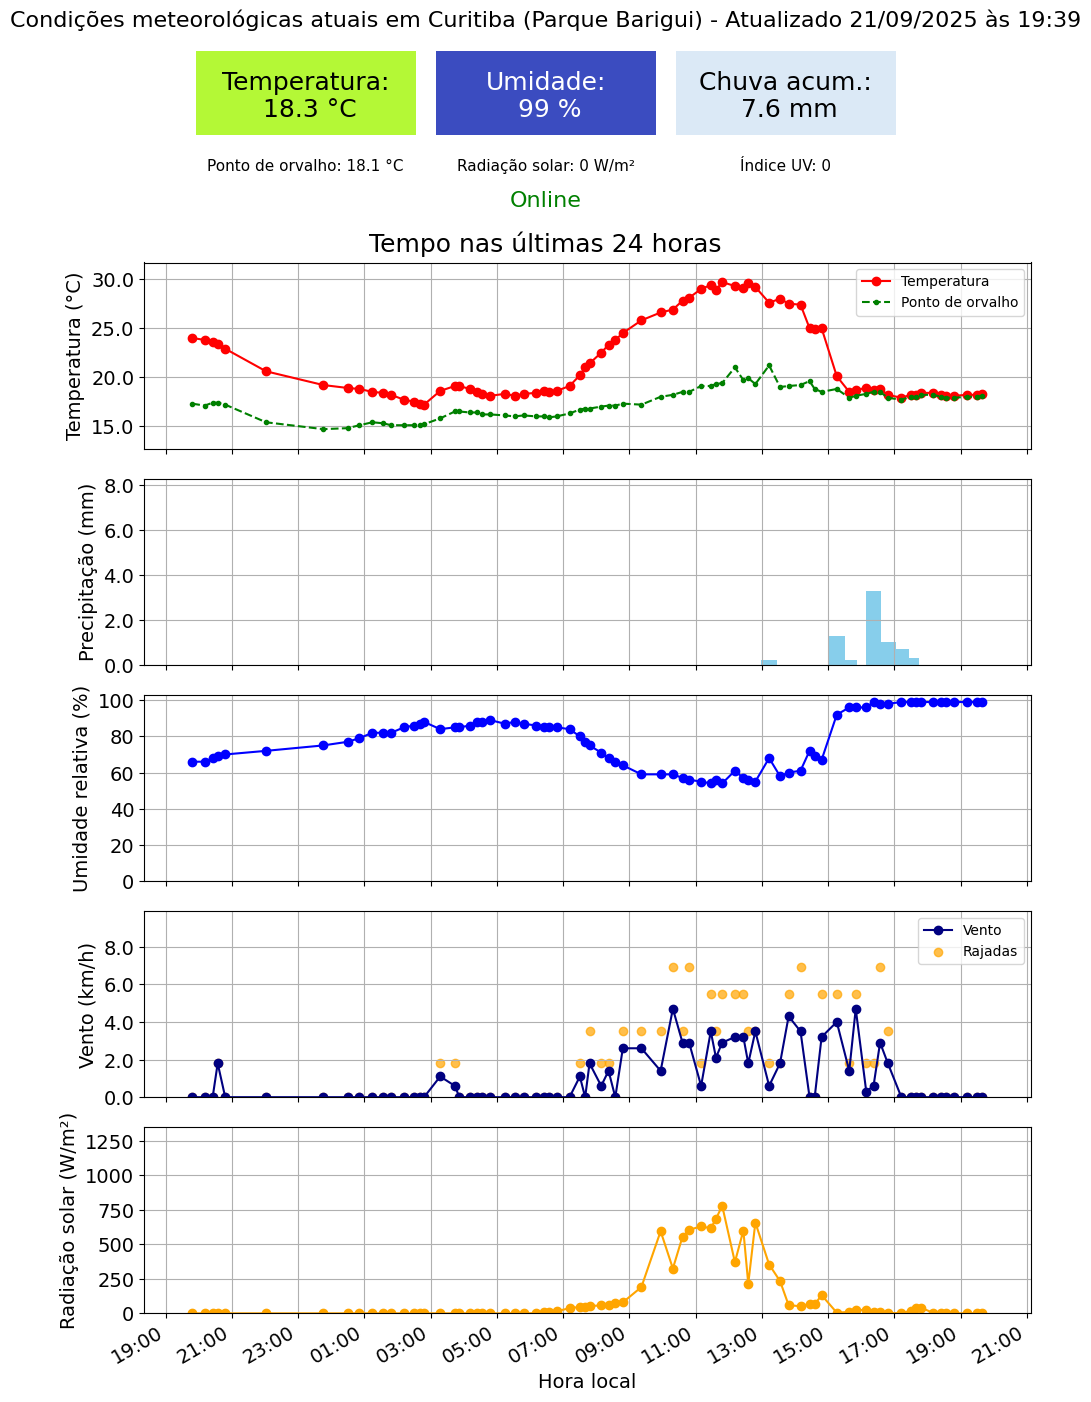 Condições meteorológicas atuais em Curitiba (Parque Barigui) - Atualizado 21/09/2025 às 19:39
Temperatura:
18.3 °C
Umidade:
99 %
Chuva acum.:
7.6 mm
Ponto de orvalho: 18.1 °C
Radiação solar: 0 W/m²
Índice UV: 0
Online
Tempo nas últimas 24 horas
Temperatura (°C)
30.0
25.0
20.0
15.0
Temperatura
Ponto de orvalho
Precipitação (mm)
8.0
6.0
4.0
2.0
0.0
Umidade relativa (%)
100
80
60
40
20
0
Vento (km/h)
8.0
6.0
4.0
2.0
0.0
Vento
Rajadas
Radiação solar (W/m²)
1250
1000
750
500
250
0
19:00
21:00
23:00
01:00
03:00
05:00
07:00
09:00
11:00
13:00
15:00
17:00
19:00
21:00
Hora local